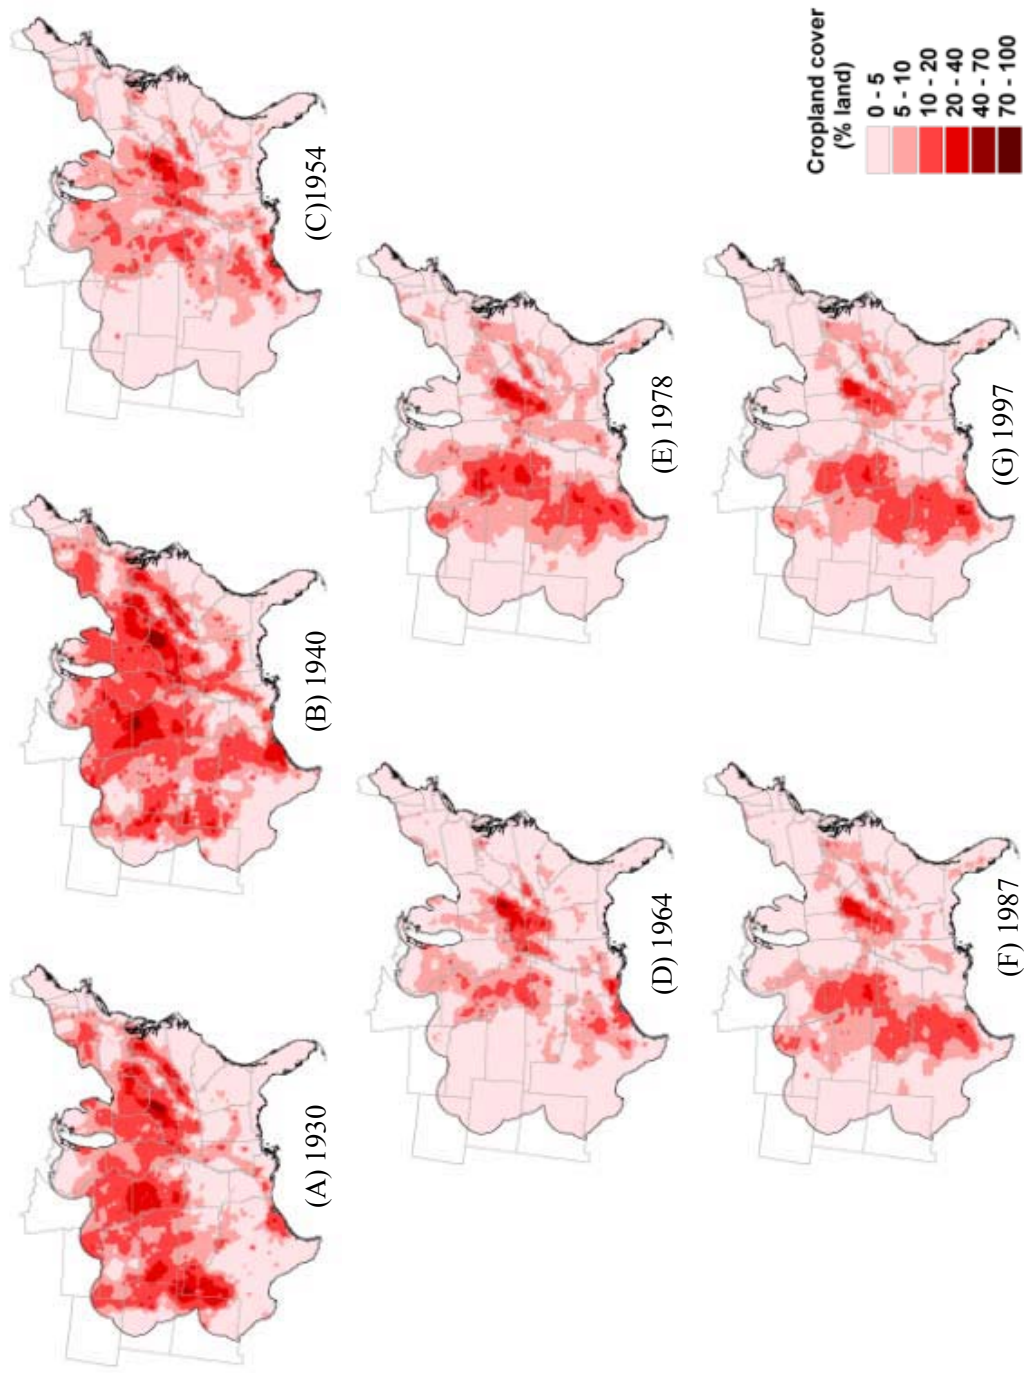 (A) 1930
(B) 1940
(C)1954
(D) 1964
(E) 1978
(F) 1987
(G) 1997
Cropland cover
(% land)
0 - 5
5 - 10
10 - 20
20 - 40
40 - 70
70 - 100